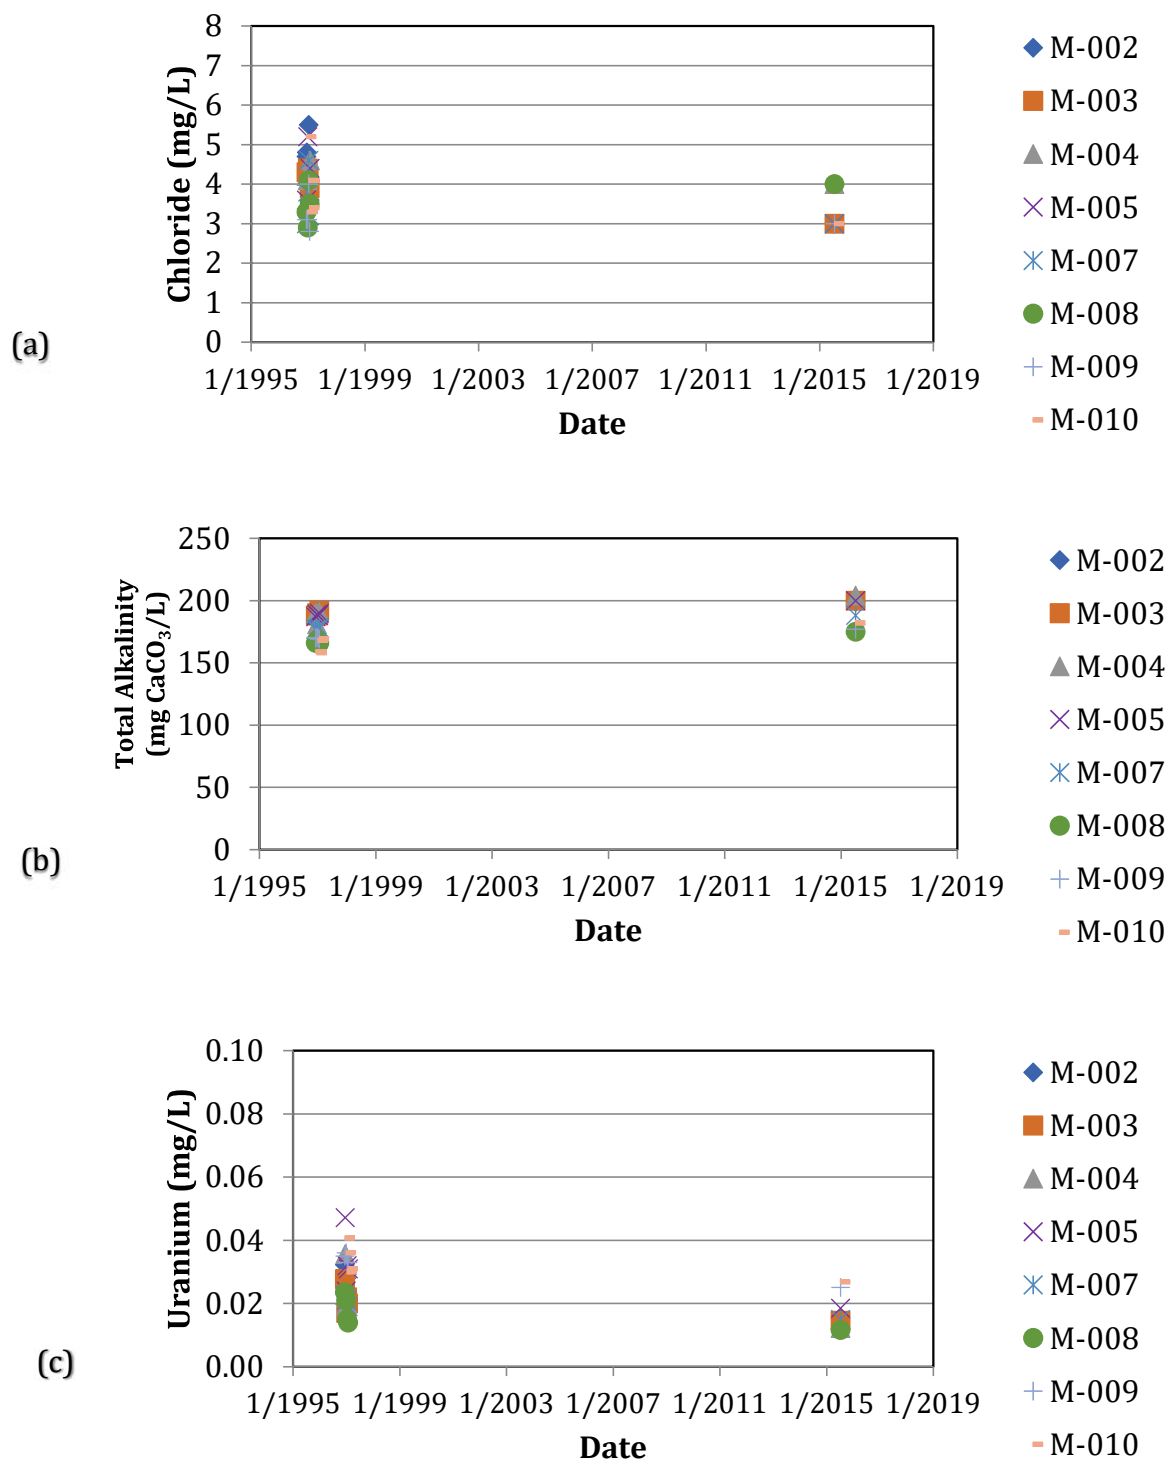 8
7
6
5
4
3
2
1
0
Chloride (mg/L)
1/1995 1/1999 1/2003 1/2007 1/2011 1/2015 1/2019
Date
M-002
M-003
M-004
M-005
M-007
M-008
M-009
M-010
(a)
250
200
150
100
50
0
Total Alkalinity
(mg CaCO₃/L)
1/1995 1/1999 1/2003 1/2007 1/2011 1/2015 1/2019
Date
M-002
M-003
M-004
M-005
M-007
M-008
M-009
M-010
(b)
0.10
0.08
0.06
0.04
0.02
0.00
Uranium (mg/L)
1/1995 1/1999 1/2003 1/2007 1/2011 1/2015 1/2019
Date
M-002
M-003
M-004
M-005
M-007
M-008
M-009
M-010
(c)